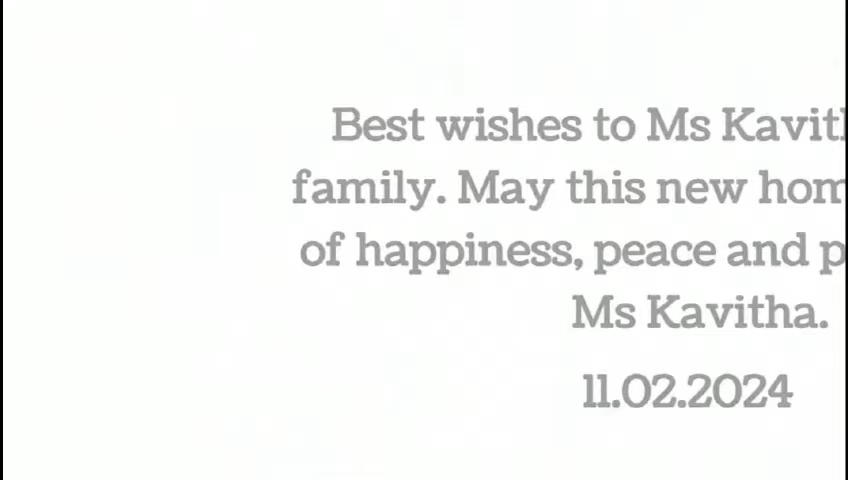 Best wishes to Ms
family. May this new
of happiness, peace and
Ms Kavitha.
11.02.2024